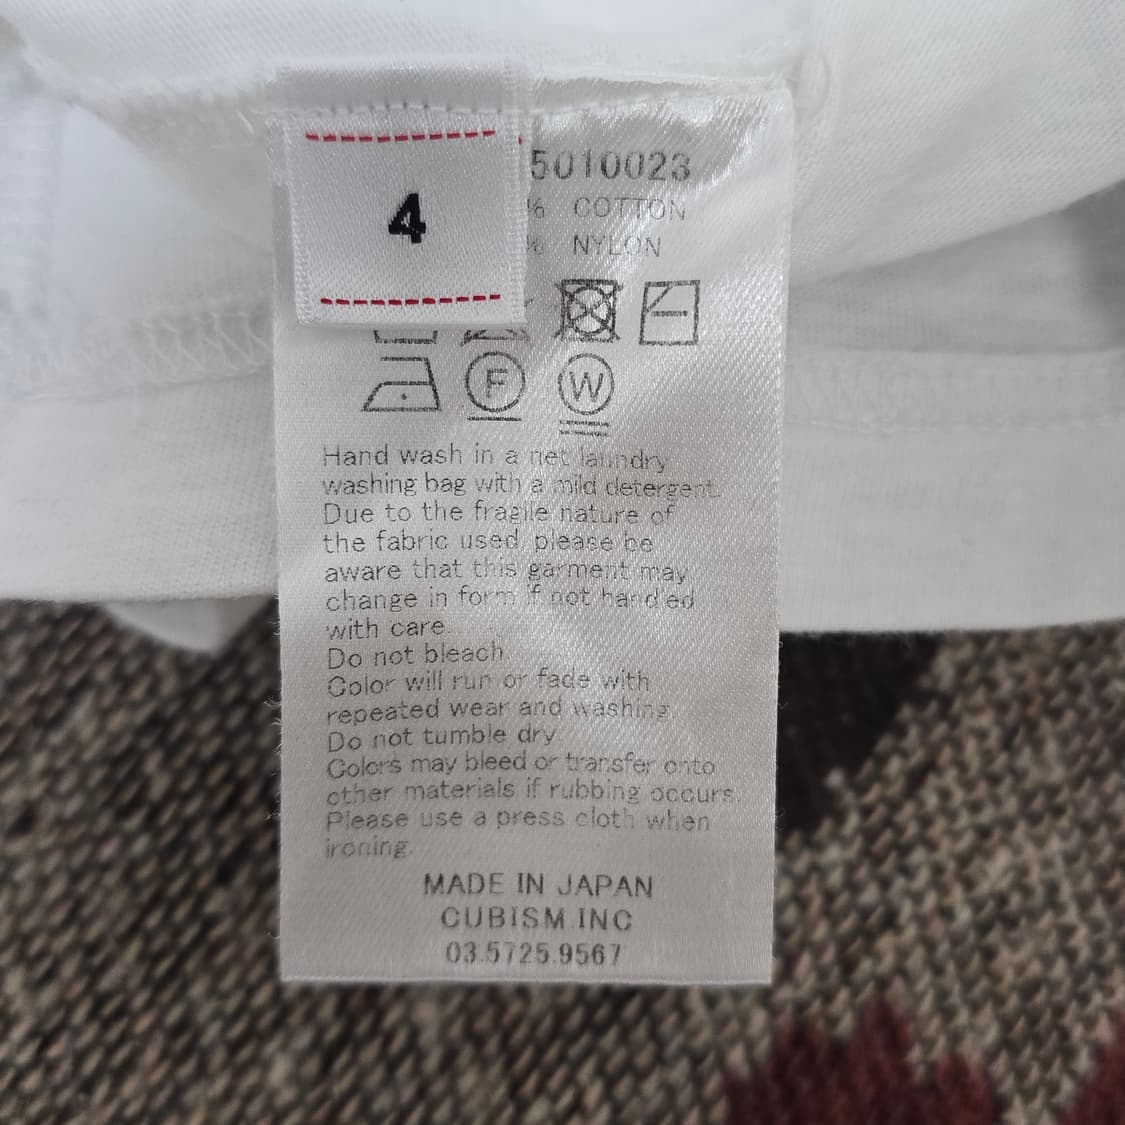 4
5010023
% COTTON
% NYLON
F
W
Hand wash in a net laundry
washing bag with a mild detergent.
Due to the fragile nature of
the fabric used, please be
aware that this garment may
change in form if not handled
with care.
Do not bleach.
Color will run or fade with
repeated wear and washing.
Do not tumble dry.
Colors may bleed or transfer onto
other materials if rubbing occurs.
Please use a press cloth when
ironing.
MADE IN JAPAN
CUBISM.INC
03.5725.9567